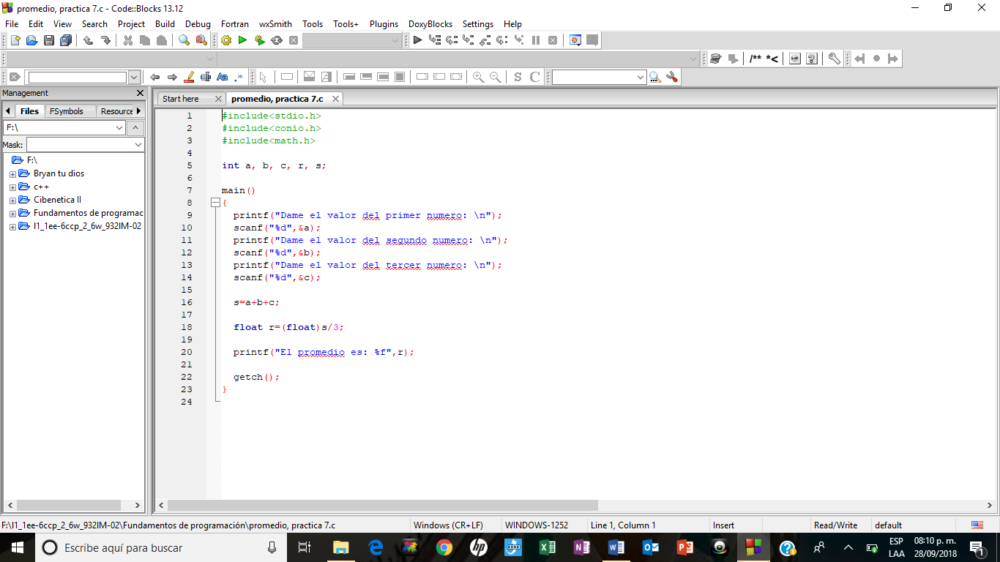 promedio, practica 7.c - Code::Blocks 13.12
File Edit View Search Project Build Debug Fortran wxSmith Tools Tools+ Plugins DoxyBlocks Settings Help
/** *<
Aa .*
S C
Management
Files FSymbols Resource
F:\
Mask:
F:\
Bryan tu dios
c++
Cibenetica II
Fundamentos de programac
I1_1ee-6ccp_2_6w_932IM-02
Start here promedio, practica 7.c
1 #include<stdio.h>
2 #include<conio.h>
3 #include<math.h>
4
5 int a, b, c, r, s;
6
7 main()
8 {
9 printf("Dame el valor del primer numero: \n");
10 scanf("%d",&a);
11 printf("Dame el valor del segundo numero: \n");
12 scanf("%d",&b);
13 printf("Dame el valor del tercer numero: \n");
14 scanf("%d",&c);
15
16 s=a+b+c;
17
18 float r=(float)s/3;
19
20 printf("El promedio es: %f",r);
21
22 getch();
23 }
24
F:\I1_1ee-6ccp_2_6w_932IM-02\Fundamentos de programación\promedio, practica 7.c Windows (CR+LF) WINDOWS-1252 Line 1, Column 1 Insert Read/Write default
Escribe aquí para buscar
ESP 08:10 p. m.
LAA 28/09/2018
1